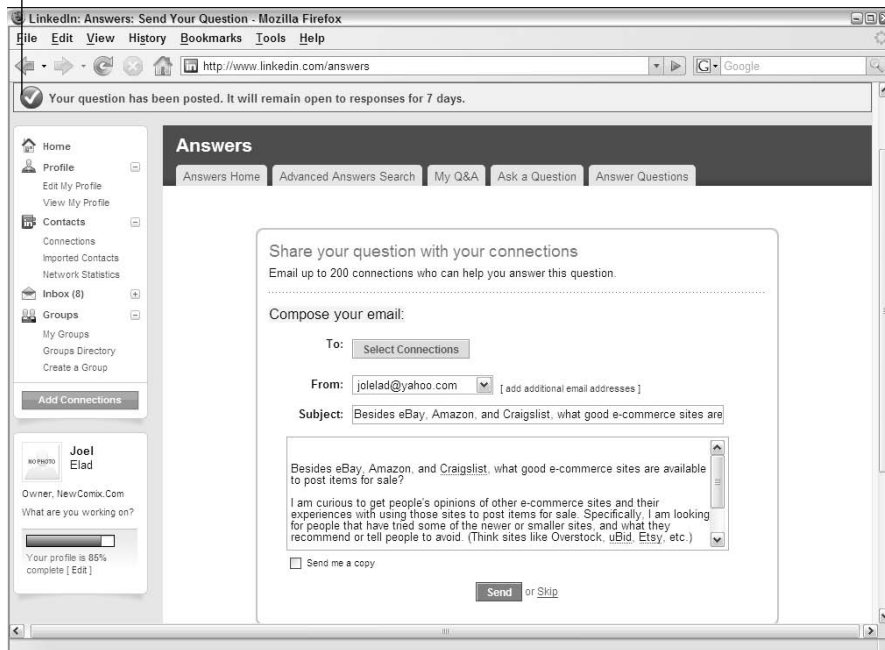 LinkedIn: Answers: Send Your Question - Mozilla Firefox
File Edit View History Bookmarks Tools Help
http://www.linkedin.com/answers
G Google
Your question has been posted. It will remain open to responses for 7 days.
Home
Profile
Edit My Profile
View My Profile
Contacts
Connections
Imported Contacts
Network Statistics
Inbox (8)
Groups
My Groups
Groups Directory
Create a Group
Add Connections
NO PHOTO
Joel
Elad
Owner, NewComix.Com
What are you working on?
Your profile is 85%
complete [ Edit ]
Answers
Answers Home Advanced Answers Search My Q&A Ask a Question Answer Questions
Share your question with your connections
Email up to 200 connections who can help you answer this question.
Compose your email:
To: Select Connections
From: jolelad@yahoo.com [ add additional email addresses ]
Subject: Besides eBay, Amazon, and Craigslist, what good e-commerce sites are
Besides eBay, Amazon, and Craigslist, what good e-commerce sites are available
to post items for sale?
I am curious to get people's opinions of other e-commerce sites and their
experiences with using those sites to post items for sale. Specifically, I am looking
for people that have tried some of the newer or smaller sites, and what they
recommend or tell people to avoid. (Think sites like Overstock, uBid, Etsy, etc.)
Send me a copy
Send or Skip